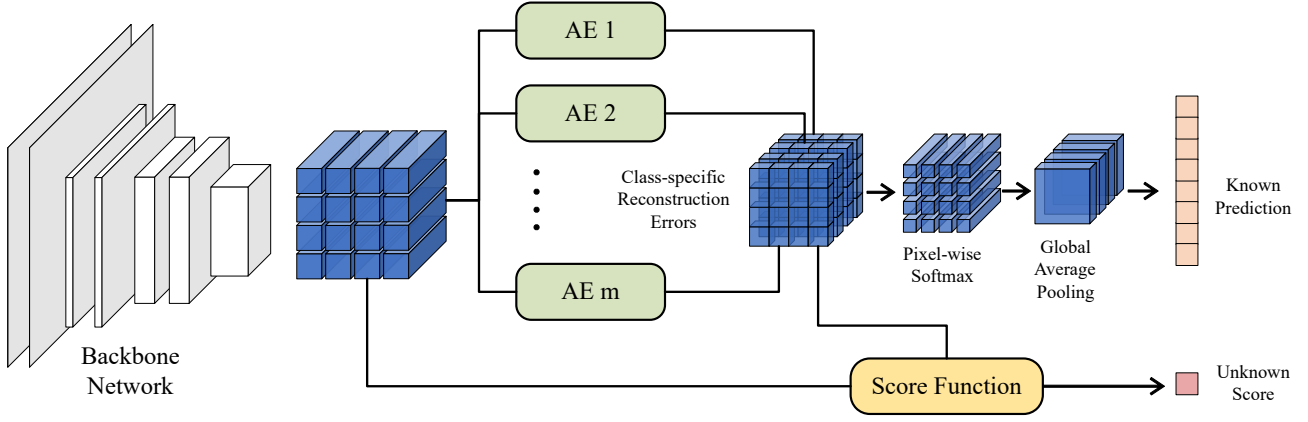 AE 1
AE 2
Class-specific
Reconstruction
Errors
AE m
Backbone
Network
Pixel-wise
Softmax
Global
Average
Pooling
Known
Prediction
Score Function
Unknown
Score